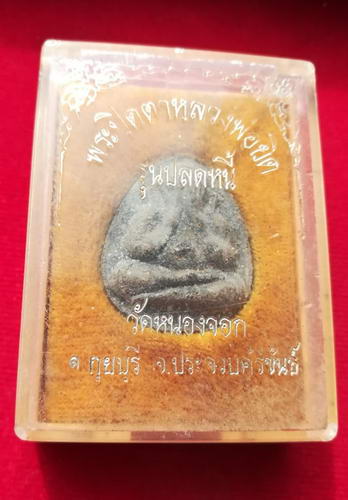 พระปิดตาหลวงพ่อยิด
รุ่นปลดหนี้
วัดหนองจอก
อ.กุยบุรี จ.ประจวบคีรีขันธ์